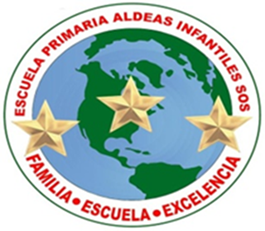 ESCUELA PRIMARIA ALDEAS INFANTILES SOS
FAMILIA • ESCUELA • EXCELENCIA